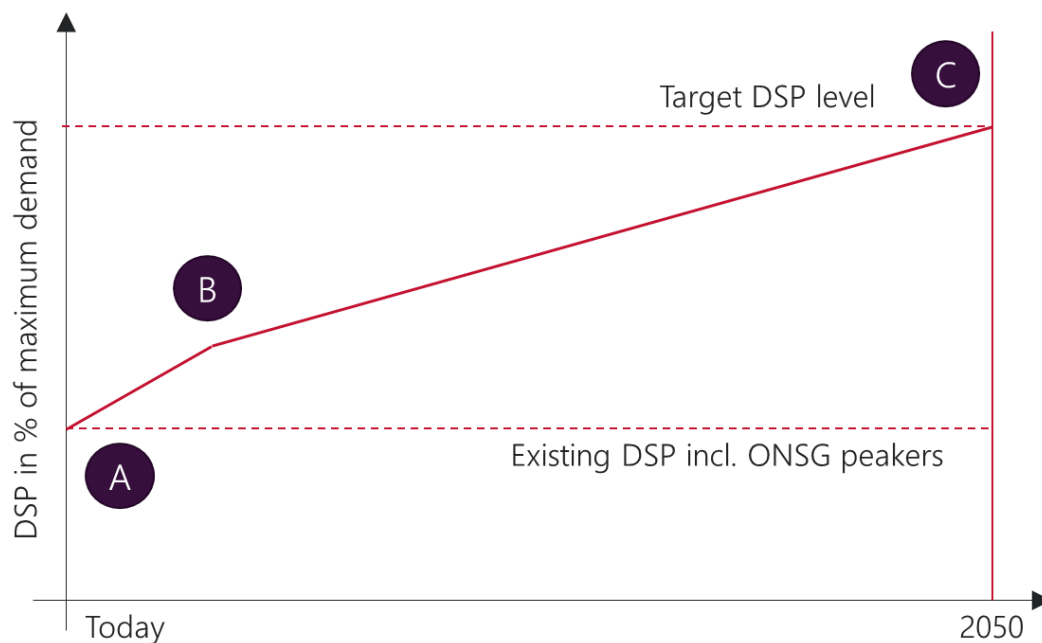 C
Target DSP level
B
DSP in % of maximum demand
Existing DSP incl. ONSG peakers
A
Today
2050